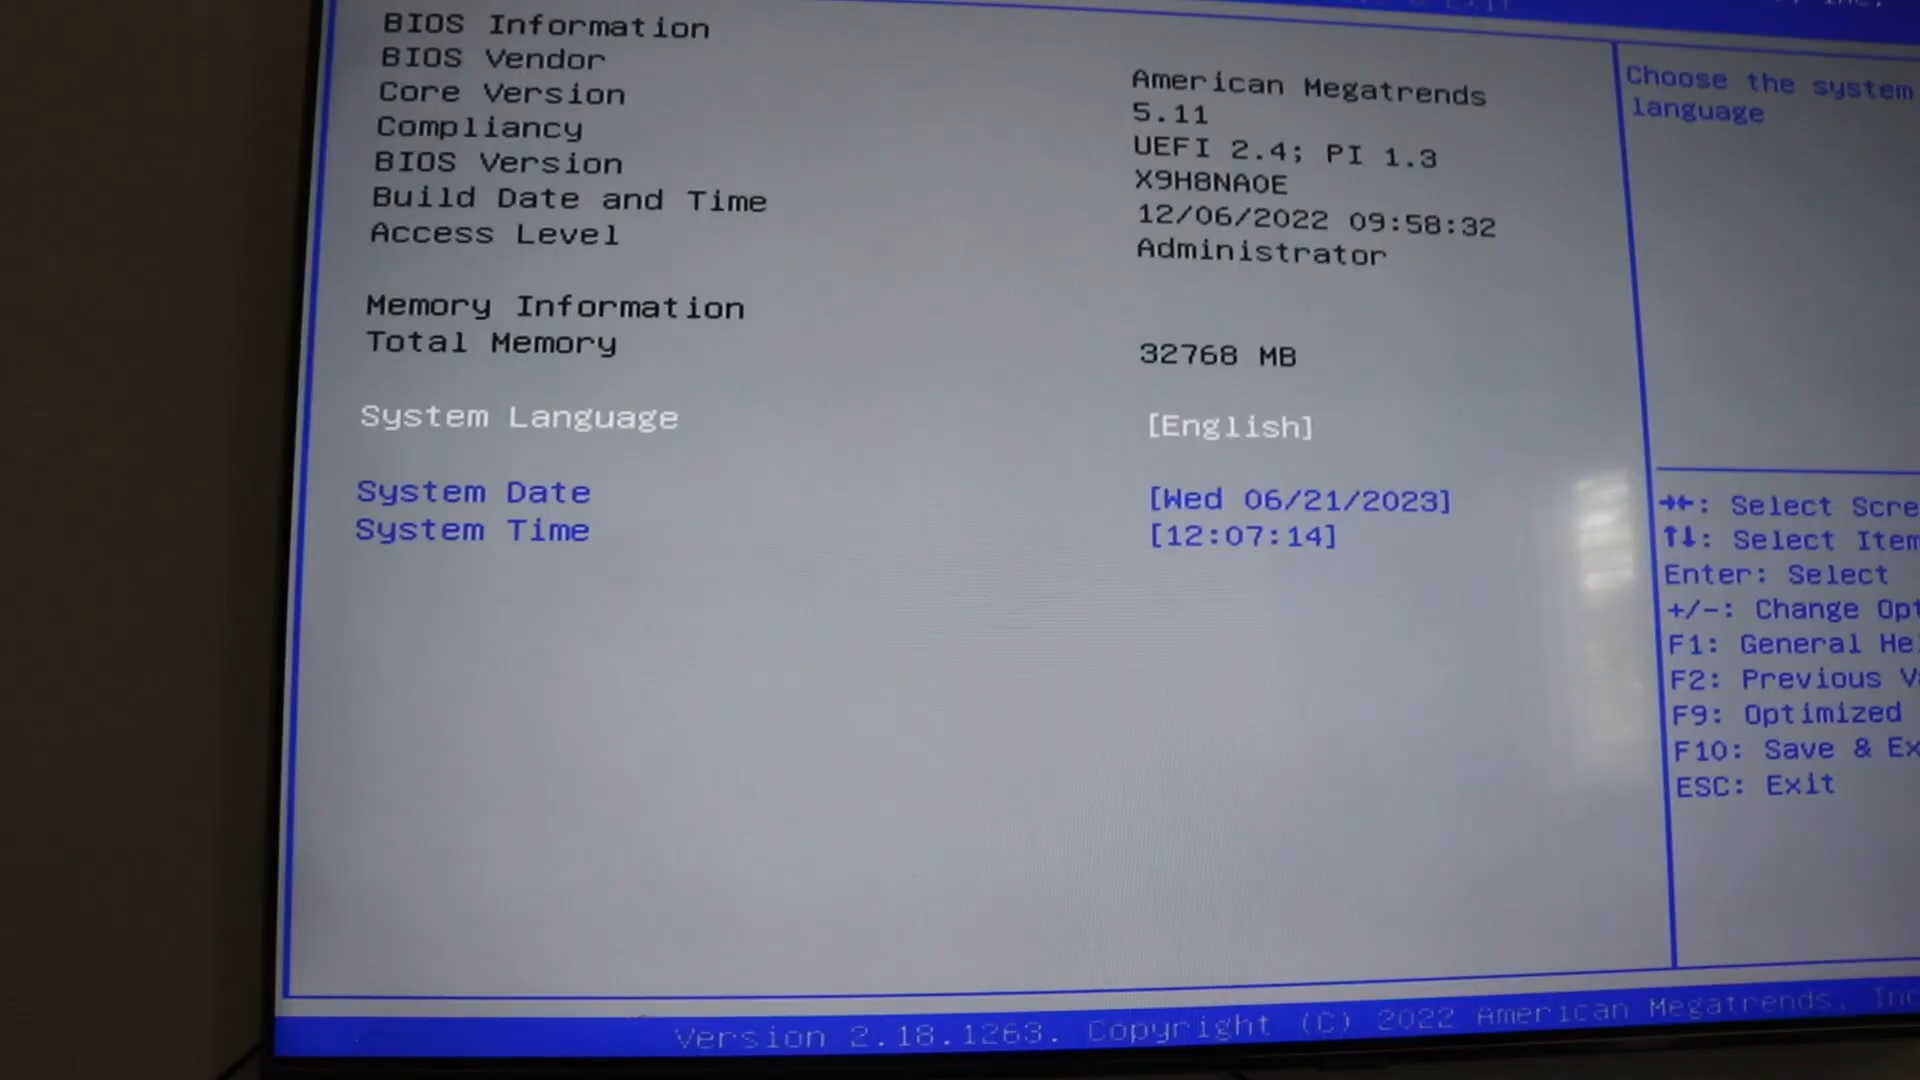 BIOS Information
BIOS Vendor American Megatrends
Core Version 5.11
Compliancy UEFI 2.4; PI 1.3
BIOS Version X9H8NA0E
Build Date and Time 12/06/2022 09:58:32
Access Level Administrator
Memory Information
Total Memory 32768 MB
System Language [English]
System Date [Wed 06/21/2023]
System Time [12:07:14]
Choose the system
language
→←: Select Scre
↑↓: Select Item
Enter: Select
+/-: Change Opt
F1: General He
F2: Previous V
F9: Optimized
F10: Save & Ex
ESC: Exit
Version 2.18.1263. Copyright (C) 2022 American Megatrends, Inc